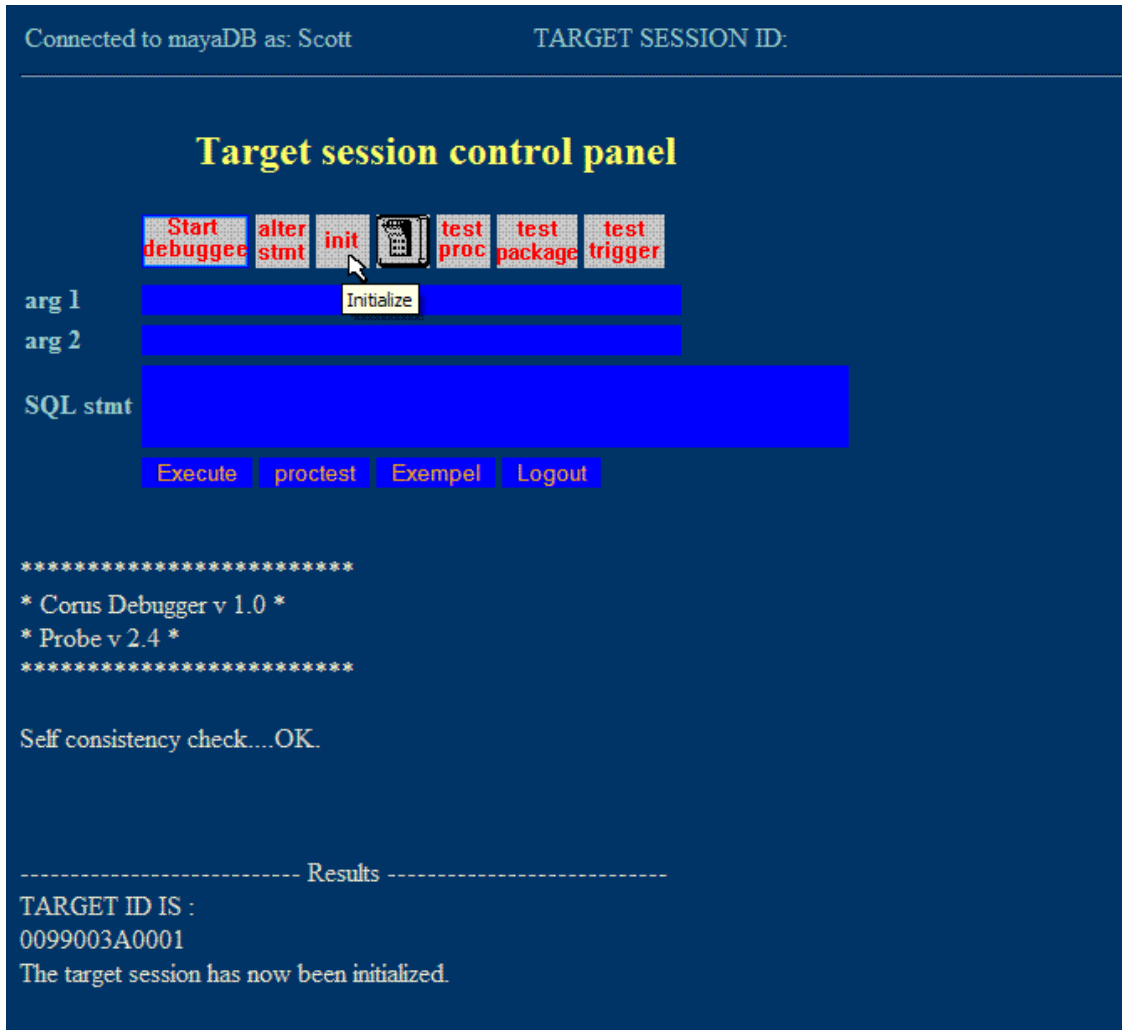 Connected to mayaDB as: Scott TARGET SESSION ID:
Target session control panel
Start debuggee alter stmt init test proc test package test trigger
Initialize
arg 1
arg 2
SQL stmt
Execute proctest Exempel Logout
*************************
* Corus Debugger v 1.0 *
* Probe v 2.4 *
*************************
Self consistency check....OK.
---------------------------- Results ----------------------------
TARGET ID IS :
0099003A0001
The target session has now been initialized.